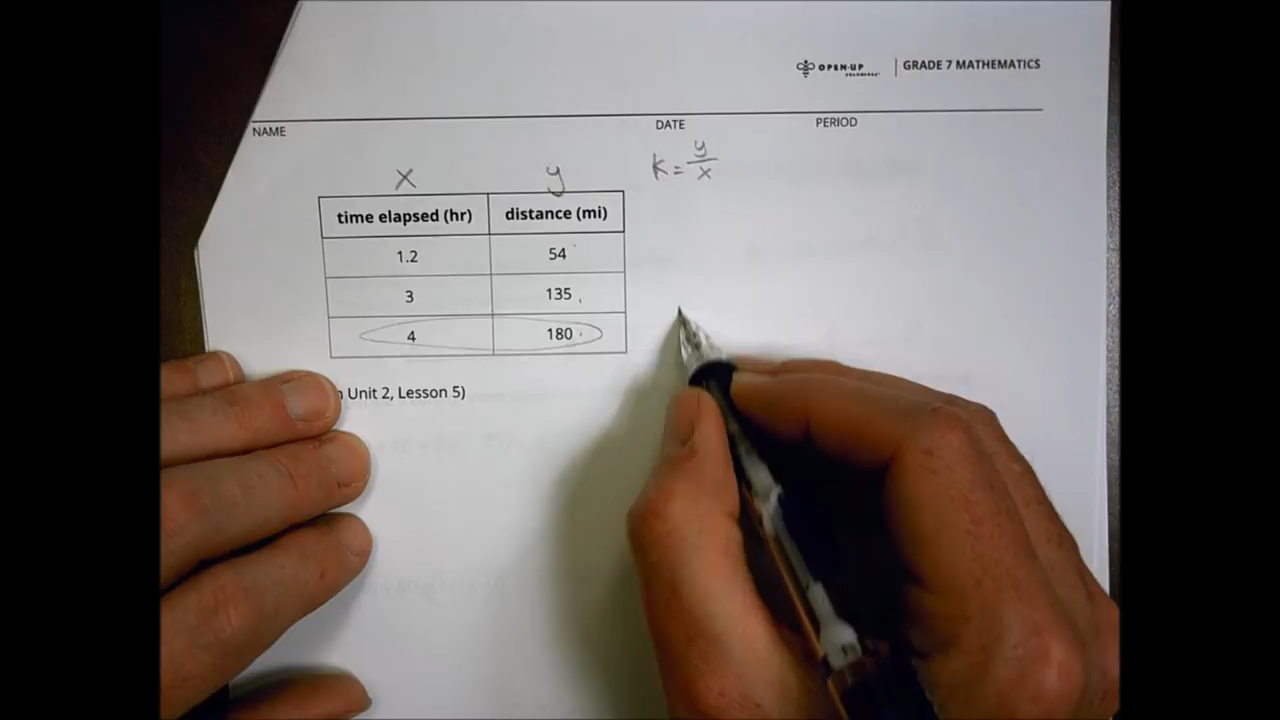 OPEN-UP | GRADE 7 MATHEMATICS
NAME DATE PERIOD
k = y/x
x y
time elapsed (hr) distance (mi)
1.2 54
3 135
4 180
Unit 2, Lesson 5)